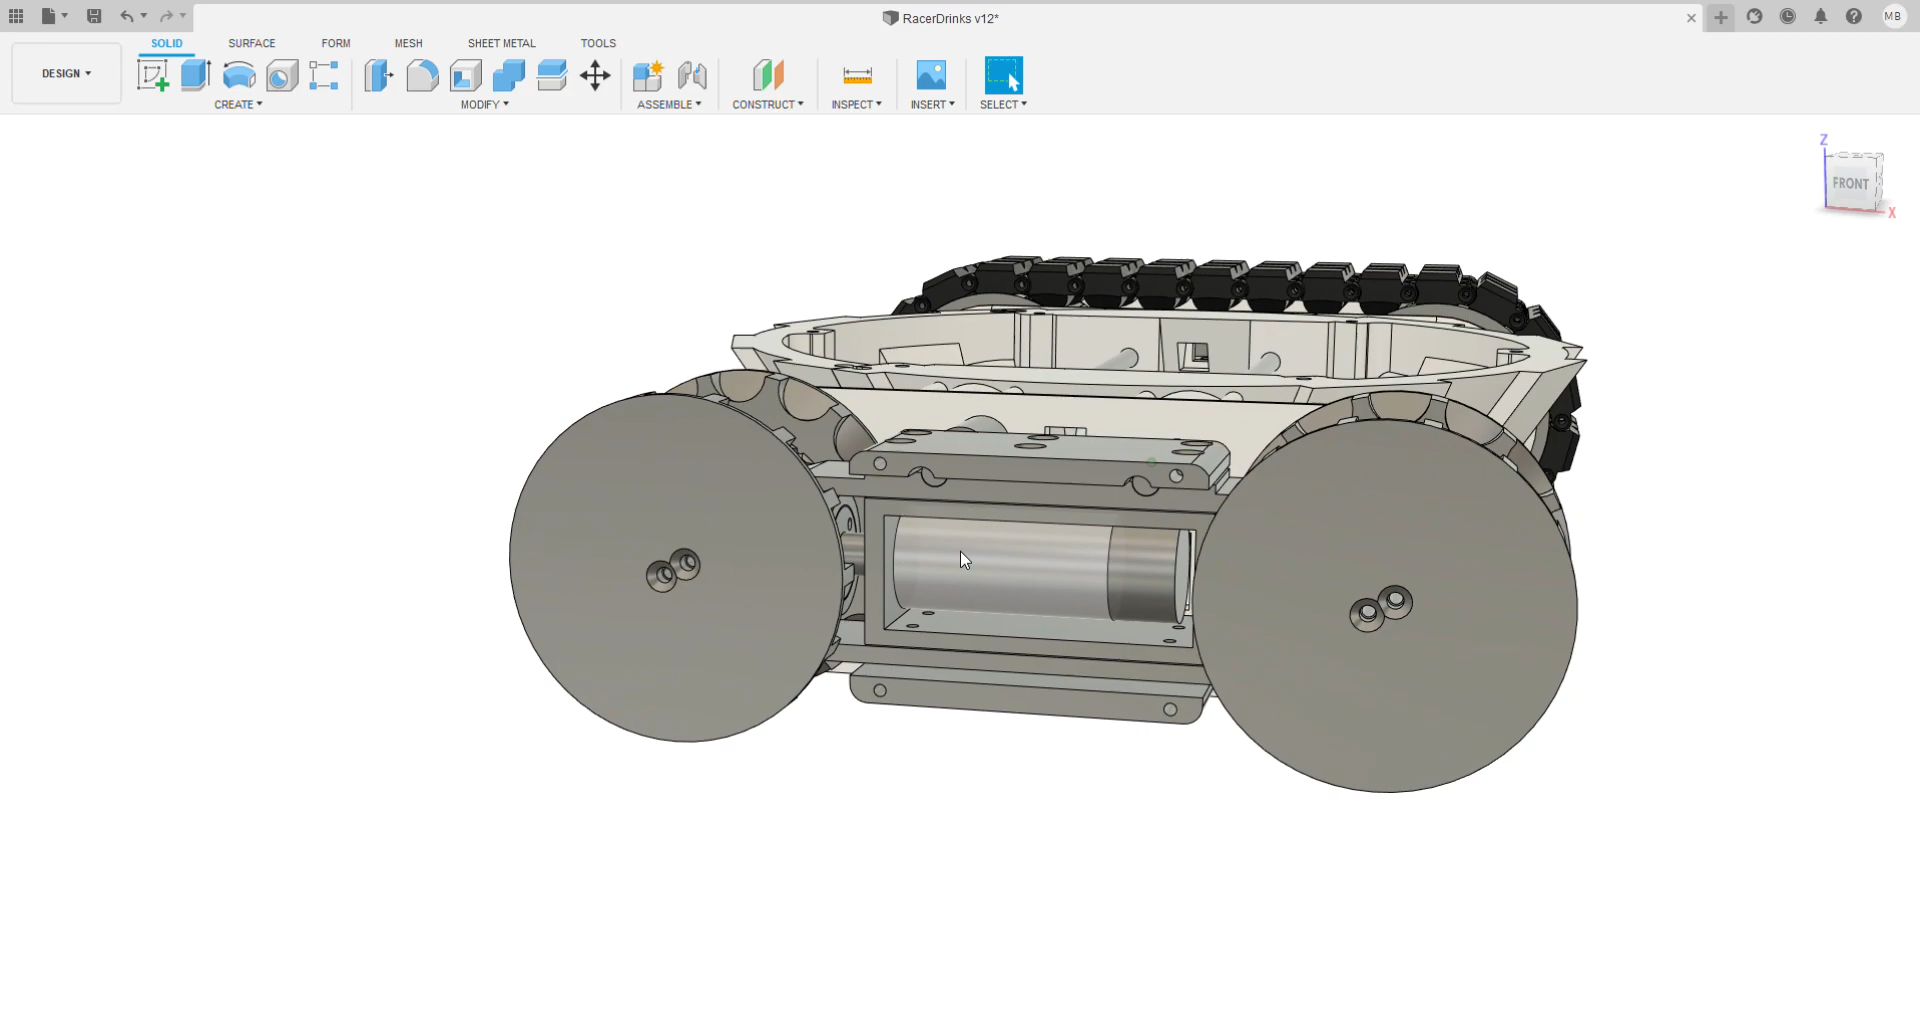 RacerDrinks v12*
MB
SOLID SURFACE FORM MESH SHEET METAL TOOLS
DESIGN
CREATE MODIFY ASSEMBLE CONSTRUCT INSPECT INSERT SELECT
Z
FRONT
X